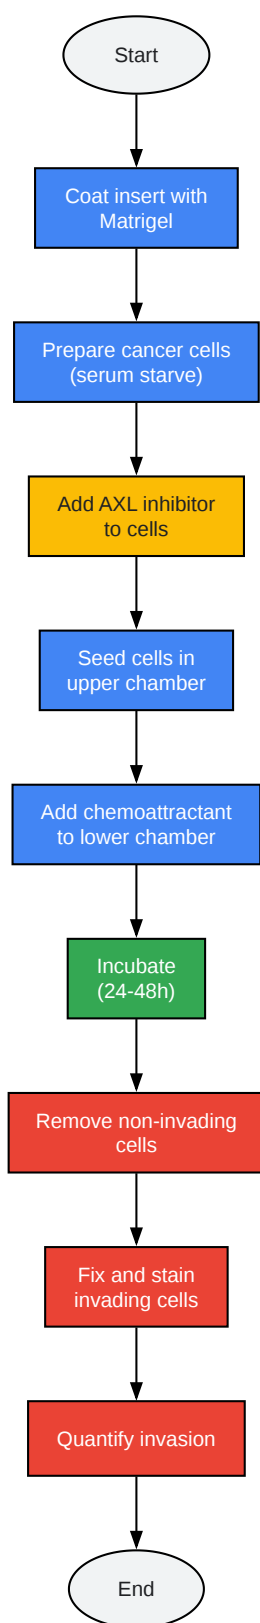 Start
Coat insert with
Matrigel
Prepare cancer cells
(serum starve)
Add AXL inhibitor
to cells
Seed cells in
upper chamber
Add chemoattractant
to lower chamber
Incubate
(24-48h)
Remove non-invading
cells
Fix and stain
invading cells
Quantify invasion
End